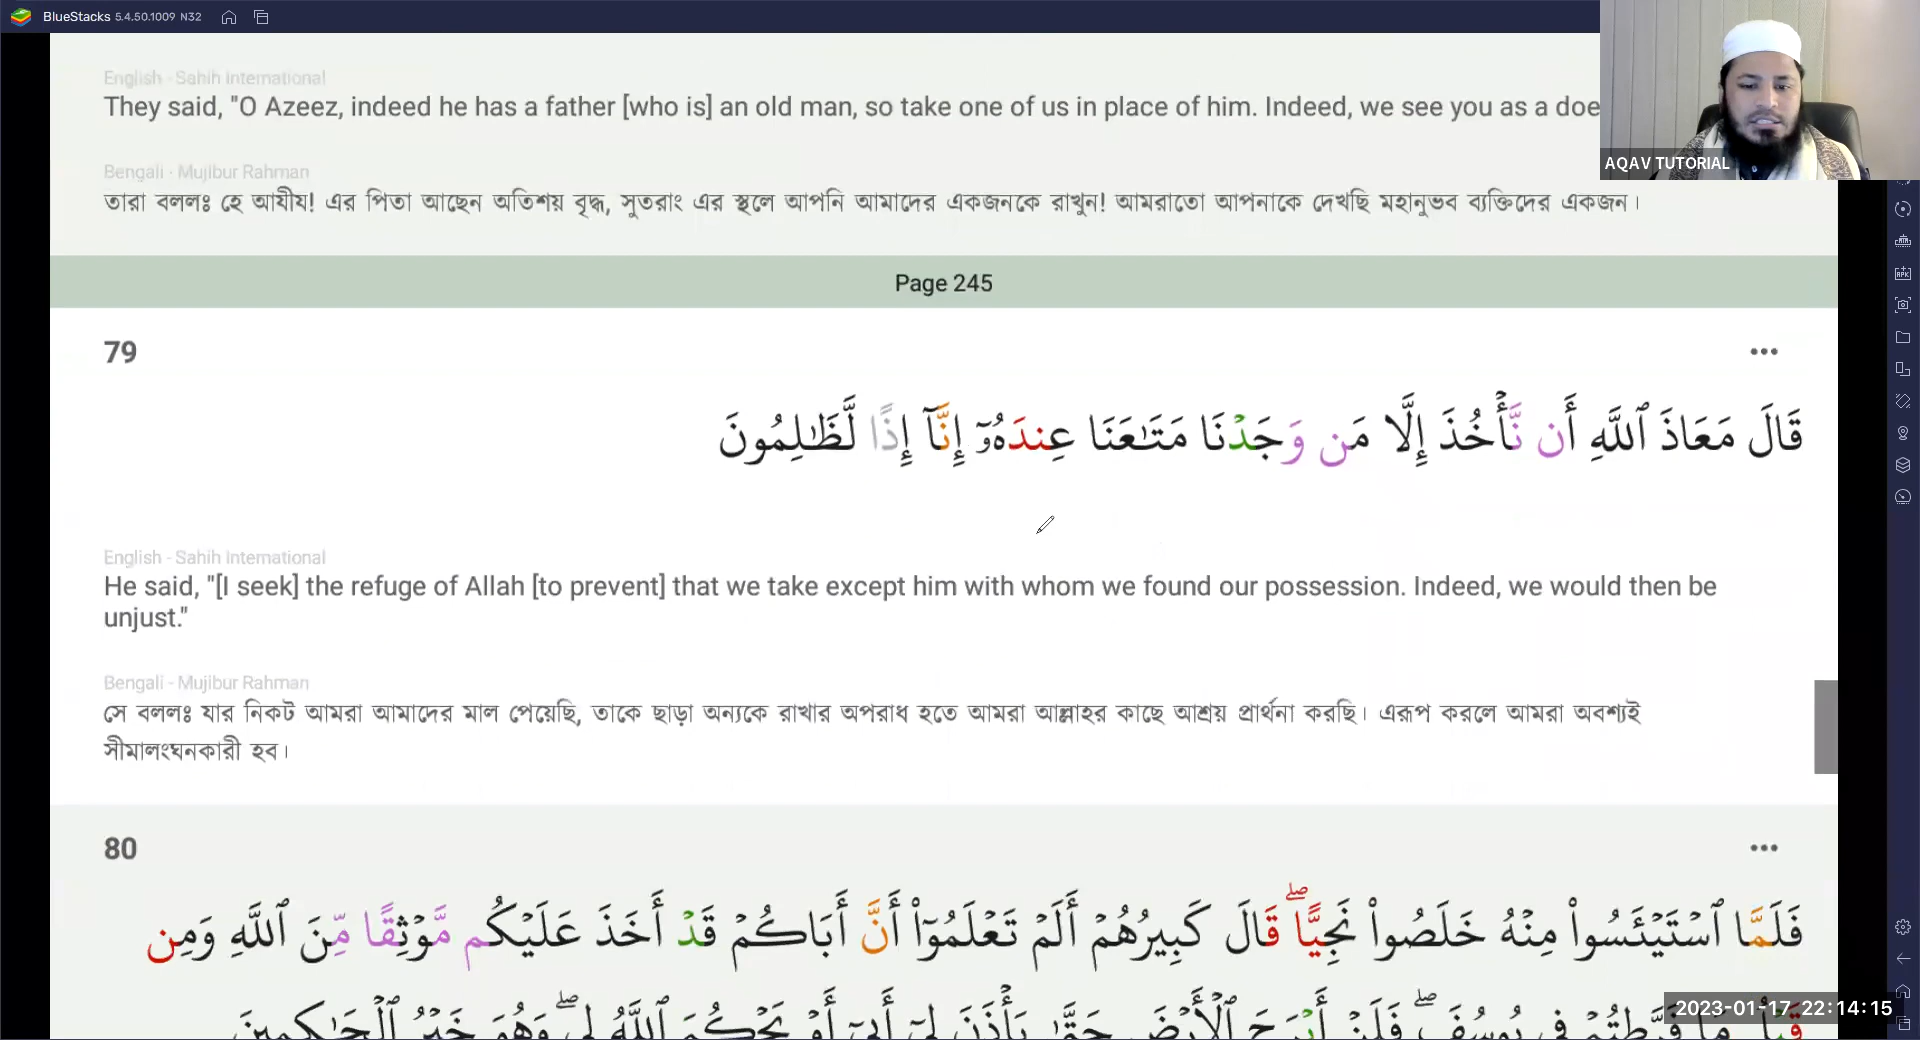 BlueStacks 5.4.50.1009 N32
English - Sahih International
They said, "O Azeez, indeed he has a father [who is] an old man, so take one of us in place of him. Indeed, we see you as a doe
AQAV TUTORIAL
Bengali - Mujibur Rahman
তারা বললঃ হে আযীয! এর পিতা আছেন অতিশয় বৃদ্ধ, সুতরাং এর স্থলে আপনি আমাদের একজনকে রাখুন! আমরাতো আপনাকে দেখছি মহানুভব ব্যক্তিদের একজন।
Page 245
79
قَالَ مَعَاذَ ٱللَّهِ أَن نَّأۡخُذَ إِلَّا مَن وَجَدۡنَا مَتَٰعَنَا عِندَهُۥٓ إِنَّآ إِذٗا لَّظَٰلِمُونَ
English - Sahih International
He said, "[I seek] the refuge of Allah [to prevent] that we take except him with whom we found our possession. Indeed, we would then be
unjust."
Bengali - Mujibur Rahman
সে বললঃ যার নিকট আমরা আমাদের মাল পেয়েছি, তাকে ছাড়া অন্যকে রাখার অপরাধ হতে আমরা আল্লাহর কাছে আশ্রয় প্রার্থনা করছি। এরূপ করলে আমরা অবশ্যই
সীমালংঘনকারী হব।
80
فَلَمَّا ٱسۡتَيۡـَٔسُواْ مِنۡهُ خَلَصُواْ نَجِيّٗاۖ قَالَ كَبِيرُهُمۡ أَلَمۡ تَعۡلَمُوٓاْ أَنَّ أَبَاكُمۡ قَدۡ أَخَذَ عَلَيۡكُم مَّوۡثِقٗا مِّنَ ٱللَّهِ وَمِن
قَبۡلُ مَا فَرَّطتُمۡ فِي يُوسُفَۖ فَلَنۡ أَبۡرَحَ ٱلۡأَرۡضَ حَتَّىٰ يَأۡذَنَ لِيٓ أَبِيٓ أَوۡ يَحۡكُمَ ٱللَّهُ لِيۖ وَهُوَ خَيۡرُ ٱلۡحَٰكِمِينَ
2023-01-17 22:14:15